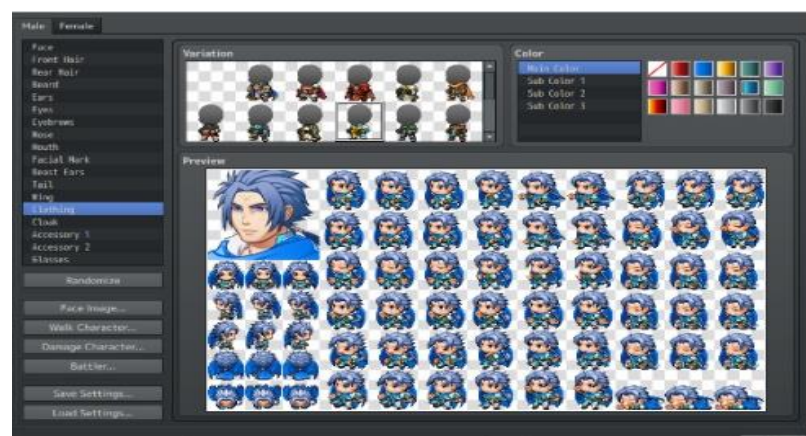 Male Female
Face
Front Hair
Rear Hair
Beard
Ears
Eyes
Eyebrows
Nose
Mouth
Facial Mark
Beast Ears
Tail
Wing
Clothing
Cloak
Accessory 1
Accessory 2
Glasses
Randomize
Face Image...
Walk Character...
Damage Character...
Battler...
Save Settings...
Load Settings...
Variation
Color
Main Color
Sub Color 1
Sub Color 2
Sub Color 3
Preview